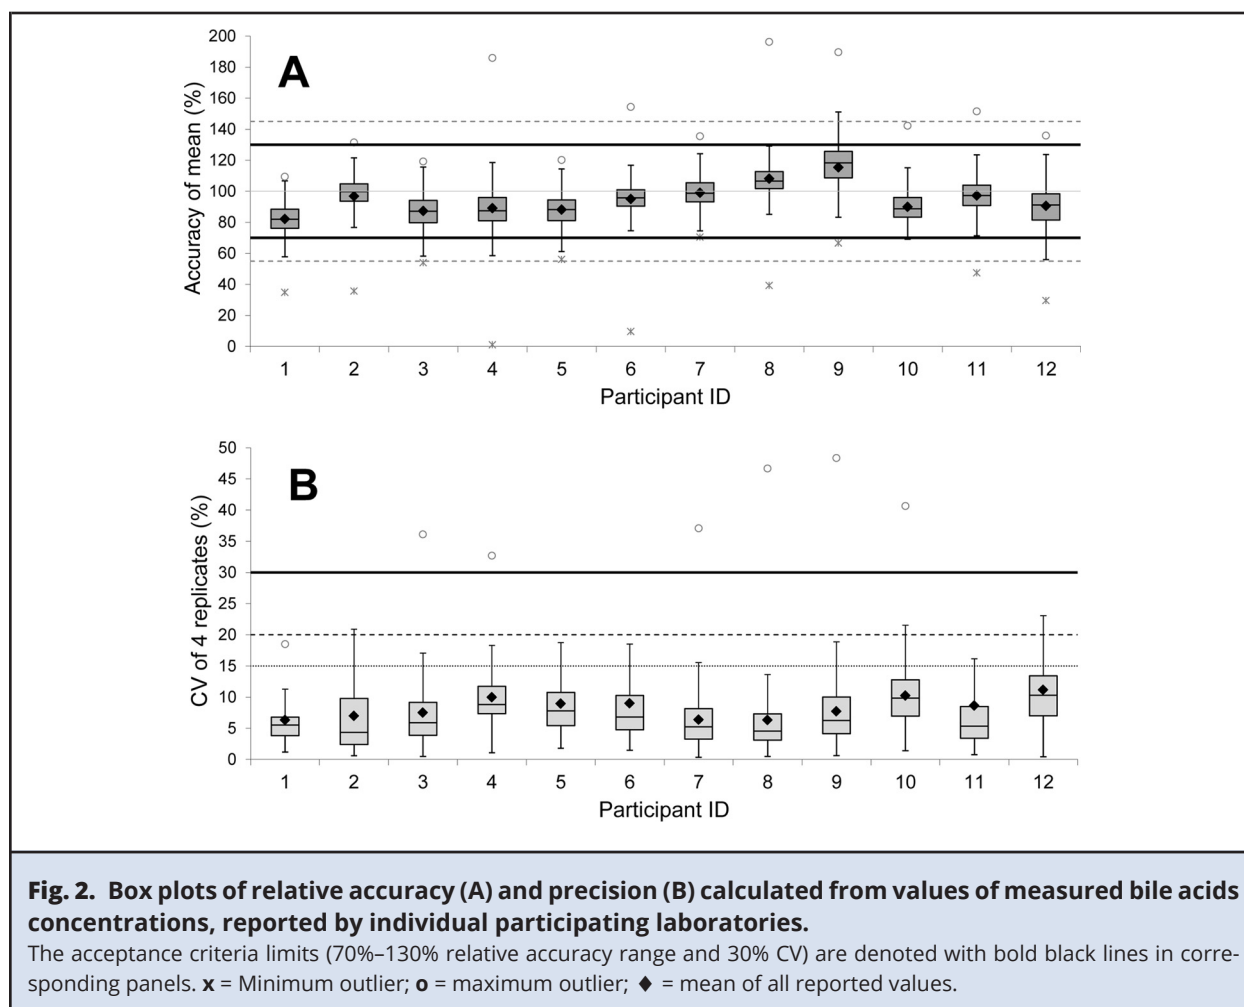 A
Accuracy of mean (%)
200
180
160
140
120
100
80
60
40
20
0
1 2 3 4 5 6 7 8 9 10 11 12
Participant ID
B
CV of 4 replicates (%)
50
45
40
35
30
25
20
15
10
5
0
1 2 3 4 5 6 7 8 9 10 11 12
Participant ID
Fig. 2. Box plots of relative accuracy (A) and precision (B) calculated from values of measured bile acids
concentrations, reported by individual participating laboratories.
The acceptance criteria limits (70%–130% relative accuracy range and 30% CV) are denoted with bold black lines in corre-
sponding panels. x = Minimum outlier; o = maximum outlier; ♦ = mean of all reported values.